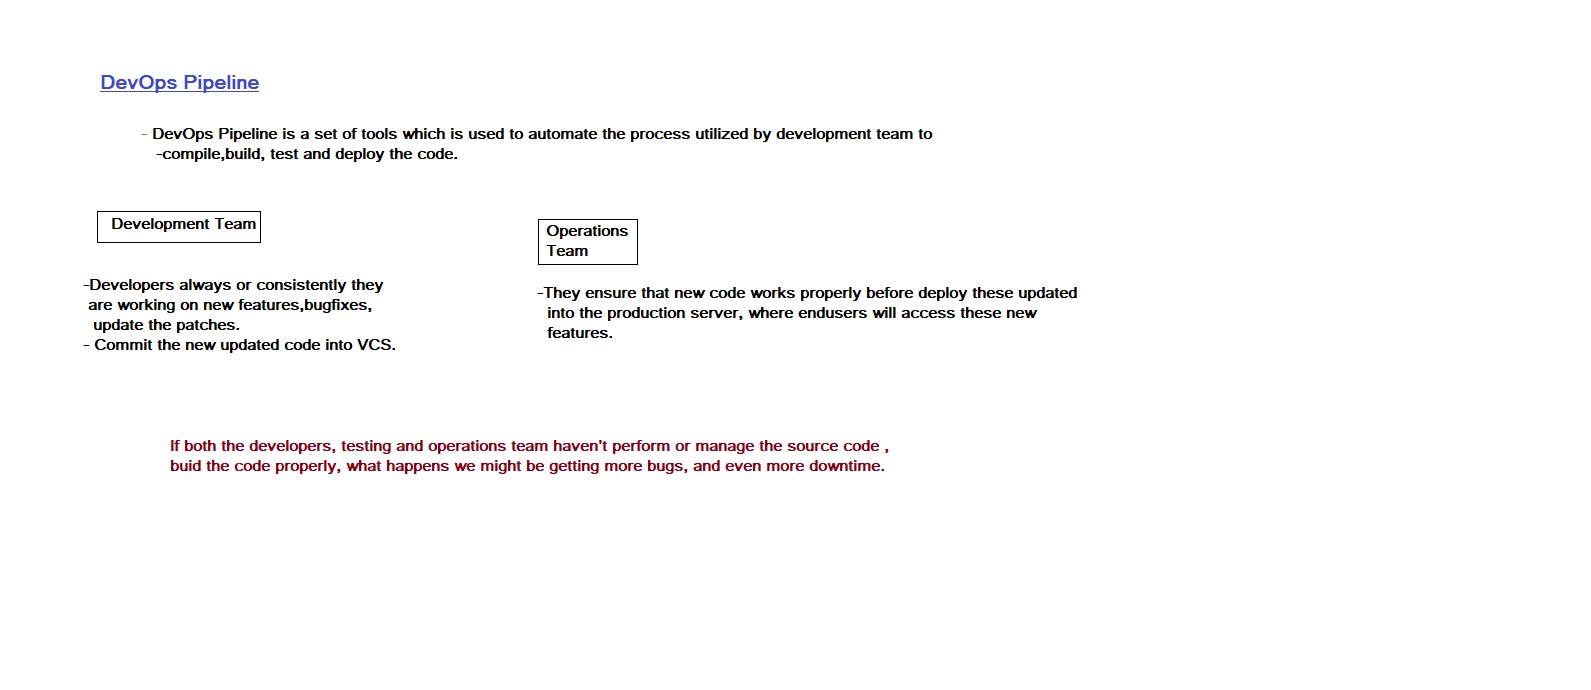 DevOps Pipeline
- DevOps Pipeline is a set of tools which is used to automate the process utilized by development team to
-compile,build, test and deploy the code.
Development Team
-Developers always or consistently they
are working on new features,bugfixes,
update the patches.
- Commit the new updated code into VCS.
Operations
Team
-They ensure that new code works properly before deploy these updated
into the production server, where endusers will access these new
features.
If both the developers, testing and operations team haven't perform or manage the source code ,
buid the code properly, what happens we might be getting more bugs, and even more downtime.